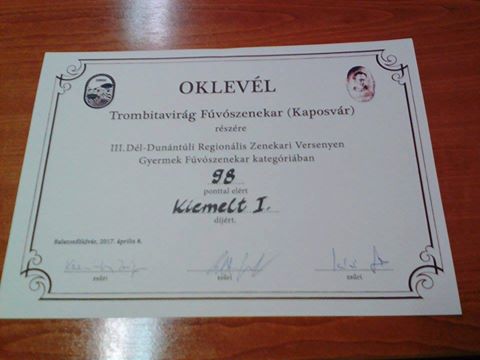 OKLEVÉL
Trombitavirág Fúvószenekar (Kaposvár)
részére
III.Dél-Dunántúli Regionális Zenekari Versenyen
Gyermek Fúvószenekar kategóriában
98
ponttal elért
Kiemelt I.
díjért.
2017. április 8.
zsűri zsűri zsűri